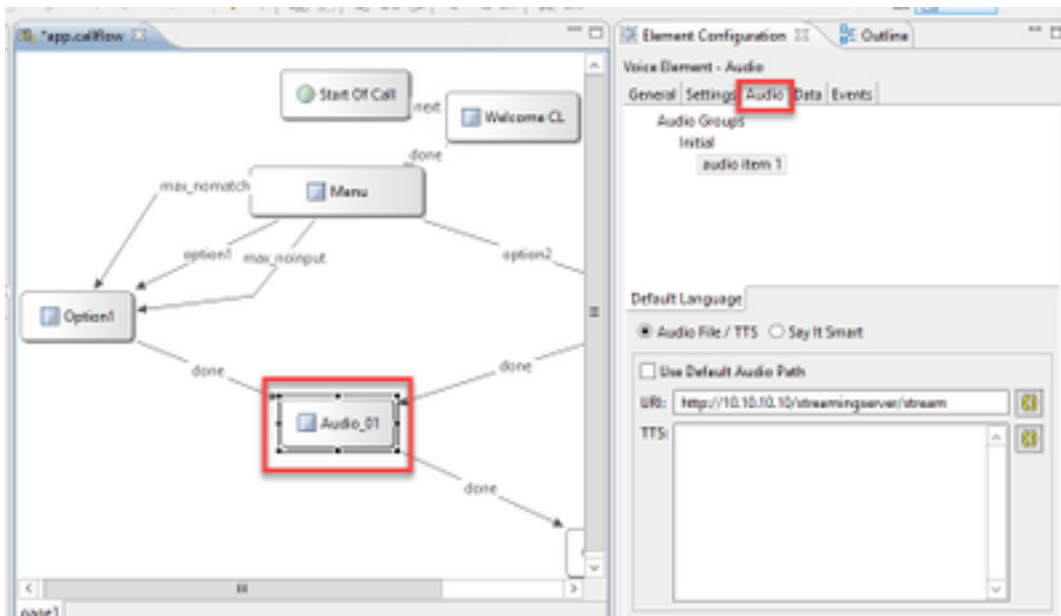 *app.callflow
Start Of Call
next
Welcome CL
done
Menu
max_nomatch
option1
max_noinput
option2
Option1
done
done
Audio_01
done
page1
Element Configuration
Outline
Voice Element - Audio
General Settings Audio Data Events
Audio Groups
Initial
audio item 1
Default Language
Audio File / TTS Say It Smart
Use Default Audio Path
URI: http://10.10.10.10/streamingserver/stream
TTS: